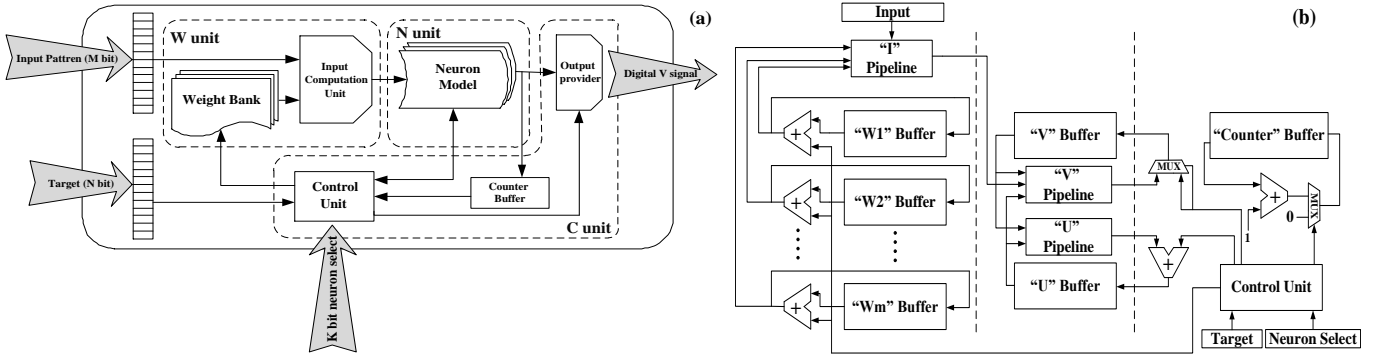 (a)
W unit
N unit
Input Pattren (M bit)
Input
Computation
Unit
Neuron
Model
Output
provider
Digital V signal
Weight Bank
Target (N bit)
Control
Unit
Counter
Buffer
C unit
K bit neuron select
(b)
Input
“I”
Pipeline
+
“W1” Buffer
+
“W2” Buffer
+
“Wm” Buffer
“V” Buffer
“V”
Pipeline
“U”
Pipeline
“U” Buffer
MUX
+
“Counter” Buffer
+
1
0
MUX
Control Unit
Target
Neuron Select